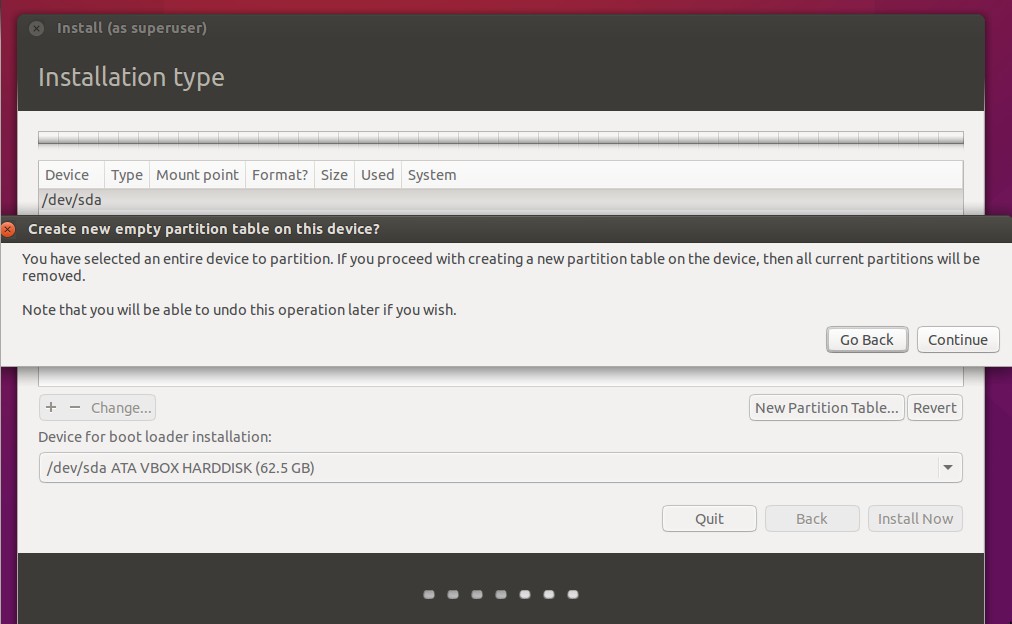 Install (as superuser)
Installation type
Device Type Mount point Format? Size Used System
/dev/sda
Create new empty partition table on this device?
You have selected an entire device to partition. If you proceed with creating a new partition table on the device, then all current partitions will be
removed.
Note that you will be able to undo this operation later if you wish.
Go Back Continue
+ − Change... New Partition Table... Revert
Device for boot loader installation:
/dev/sda ATA VBOX HARDDISK (62.5 GB)
Quit Back Install Now